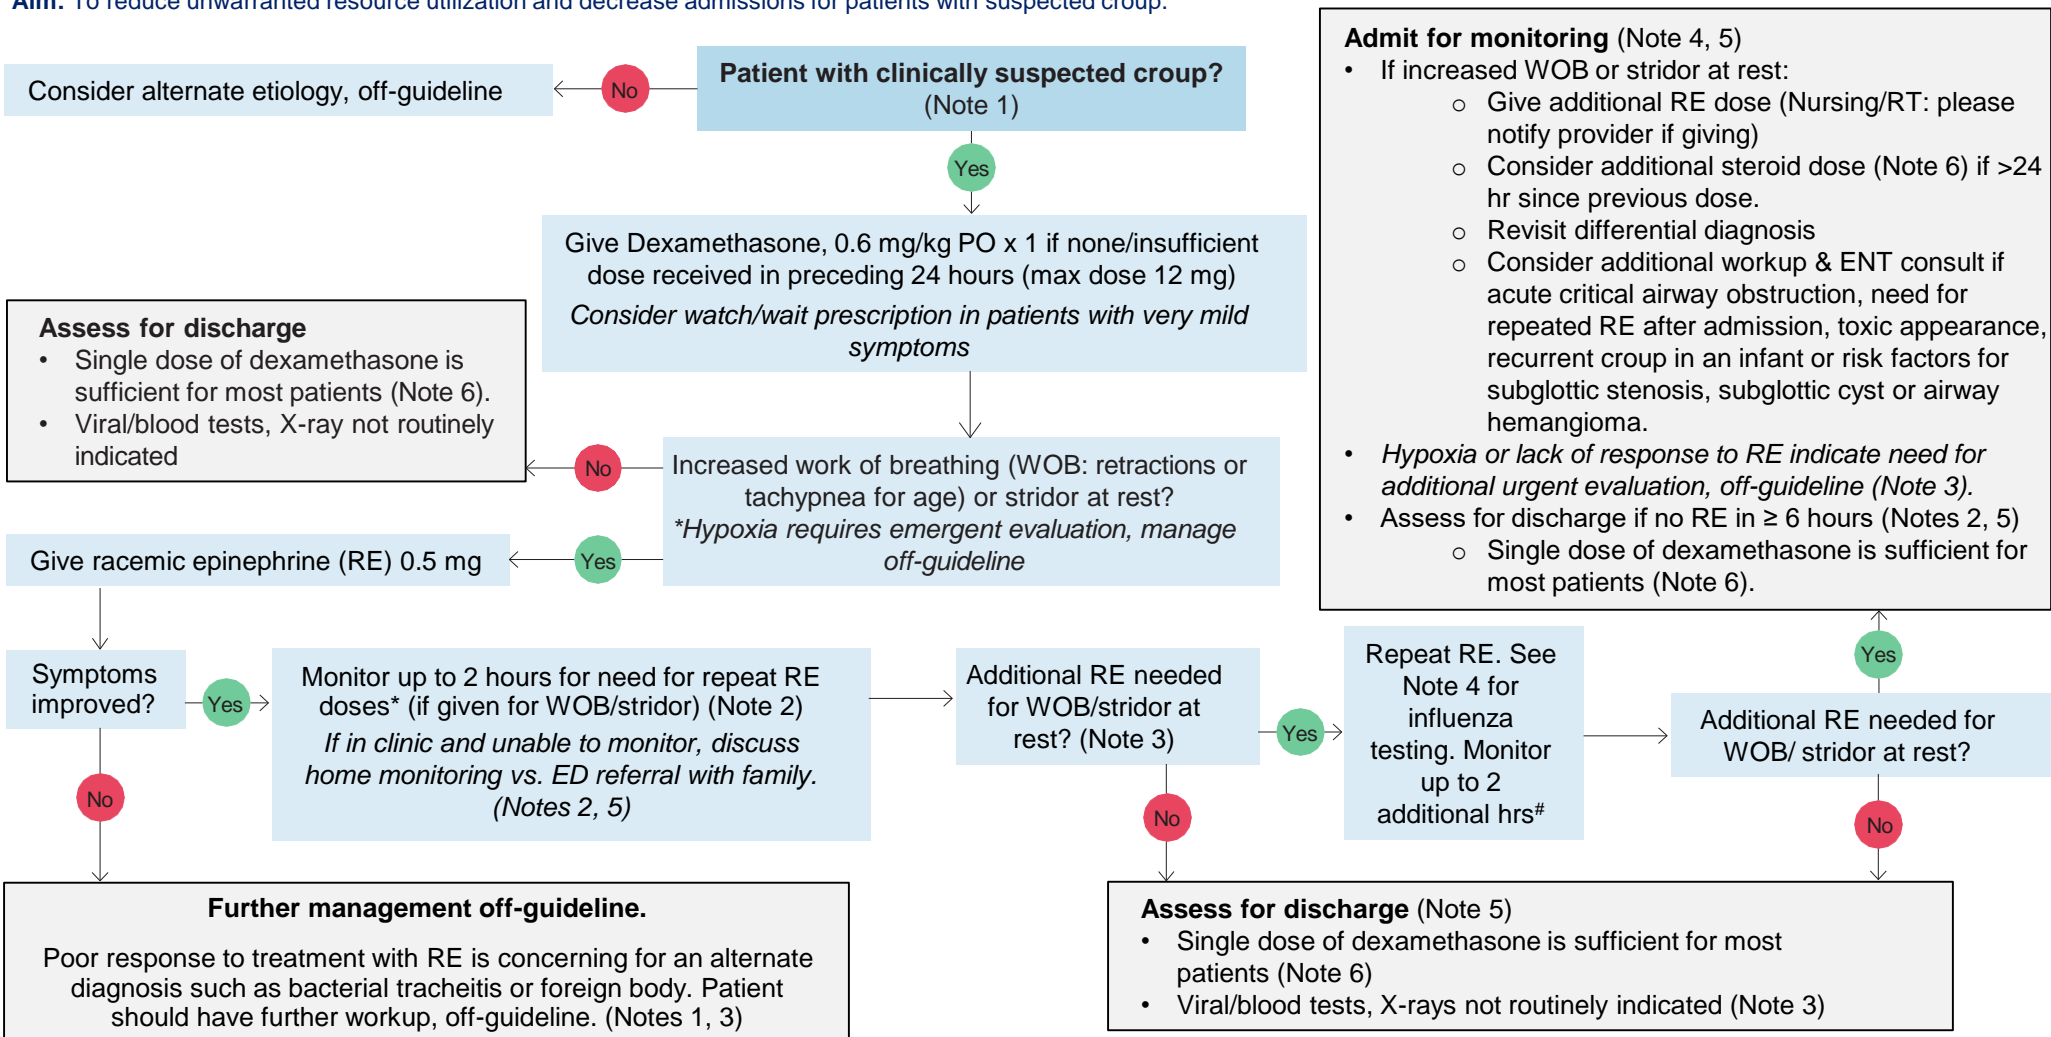 Aim: To reduce unwarranted resource utilization and decrease admissions for patients with suspected croup.
Patient with clinically suspected croup?
(Note 1)
No
Consider alternate etiology, off-guideline
Yes
Give Dexamethasone, 0.6 mg/kg PO x 1 if none/insufficient
dose received in preceding 24 hours (max dose 12 mg)
Consider watch/wait prescription in patients with very mild
symptoms
Assess for discharge
• Single dose of dexamethasone is
sufficient for most patients (Note 6).
• Viral/blood tests, X-ray not routinely
indicated
No
Increased work of breathing (WOB: retractions or
tachypnea for age) or stridor at rest?
*Hypoxia requires emergent evaluation, manage
off-guideline
Yes
Give racemic epinephrine (RE) 0.5 mg
Symptoms
improved?
Yes
No
Monitor up to 2 hours for need for repeat RE
doses* (if given for WOB/stridor) (Note 2)
If in clinic and unable to monitor, discuss
home monitoring vs. ED referral with family.
(Notes 2, 5)
Additional RE needed
for WOB/stridor at
rest? (Note 3)
Yes
No
Repeat RE. See
Note 4 for
influenza
testing. Monitor
up to 2
additional hrs#
Additional RE needed for
WOB/ stridor at rest?
Yes
No
Admit for monitoring (Note 4, 5)
• If increased WOB or stridor at rest:
o Give additional RE dose (Nursing/RT: please
notify provider if giving)
o Consider additional steroid dose (Note 6) if >24
hr since previous dose.
o Revisit differential diagnosis
o Consider additional workup & ENT consult if
acute critical airway obstruction, need for
repeated RE after admission, toxic appearance,
recurrent croup in an infant or risk factors for
subglottic stenosis, subglottic cyst or airway
hemangioma.
• Hypoxia or lack of response to RE indicate need for
additional urgent evaluation, off-guideline (Note 3).
• Assess for discharge if no RE in ≥ 6 hours (Notes 2, 5)
o Single dose of dexamethasone is sufficient for
most patients (Note 6).
Further management off-guideline.
Poor response to treatment with RE is concerning for an alternate
diagnosis such as bacterial tracheitis or foreign body. Patient
should have further workup, off-guideline. (Notes 1, 3)
Assess for discharge (Note 5)
• Single dose of dexamethasone is sufficient for most
patients (Note 6)
• Viral/blood tests, X-rays not routinely indicated (Note 3)